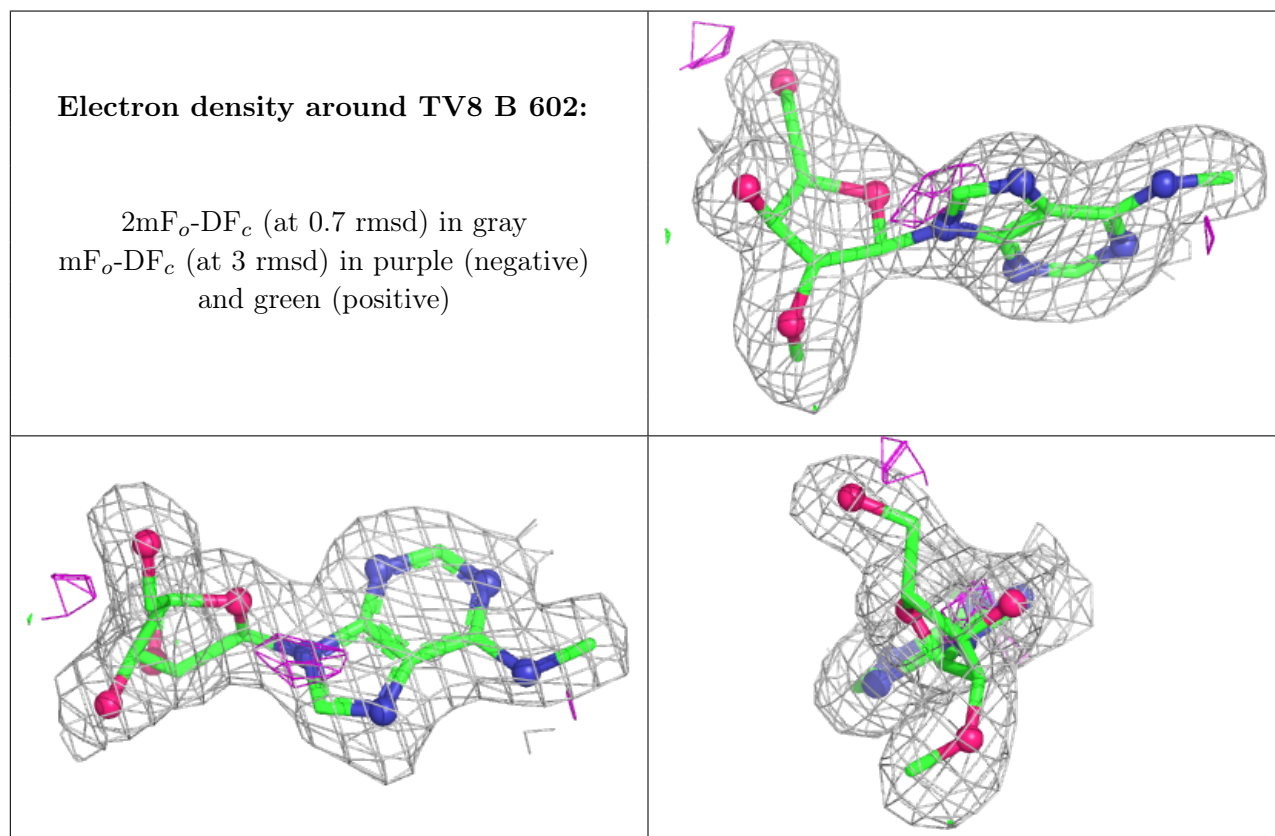 Electron density around TV8 B 602:
2mFo-DFc (at 0.7 rmsd) in gray
mFo-DFc (at 3 rmsd) in purple (negative)
and green (positive)